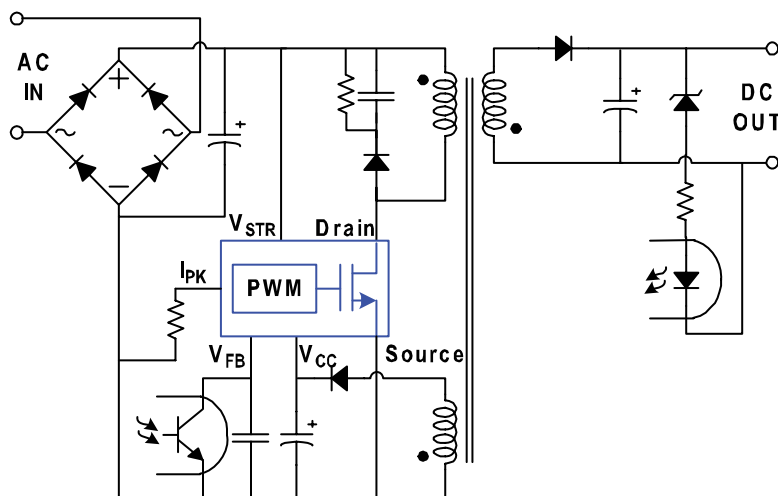 AC
IN
+
~
~
−
+
+
DC
OUT
VSTR
Drain
IPK
PWM
VFB
VCC
Source
+